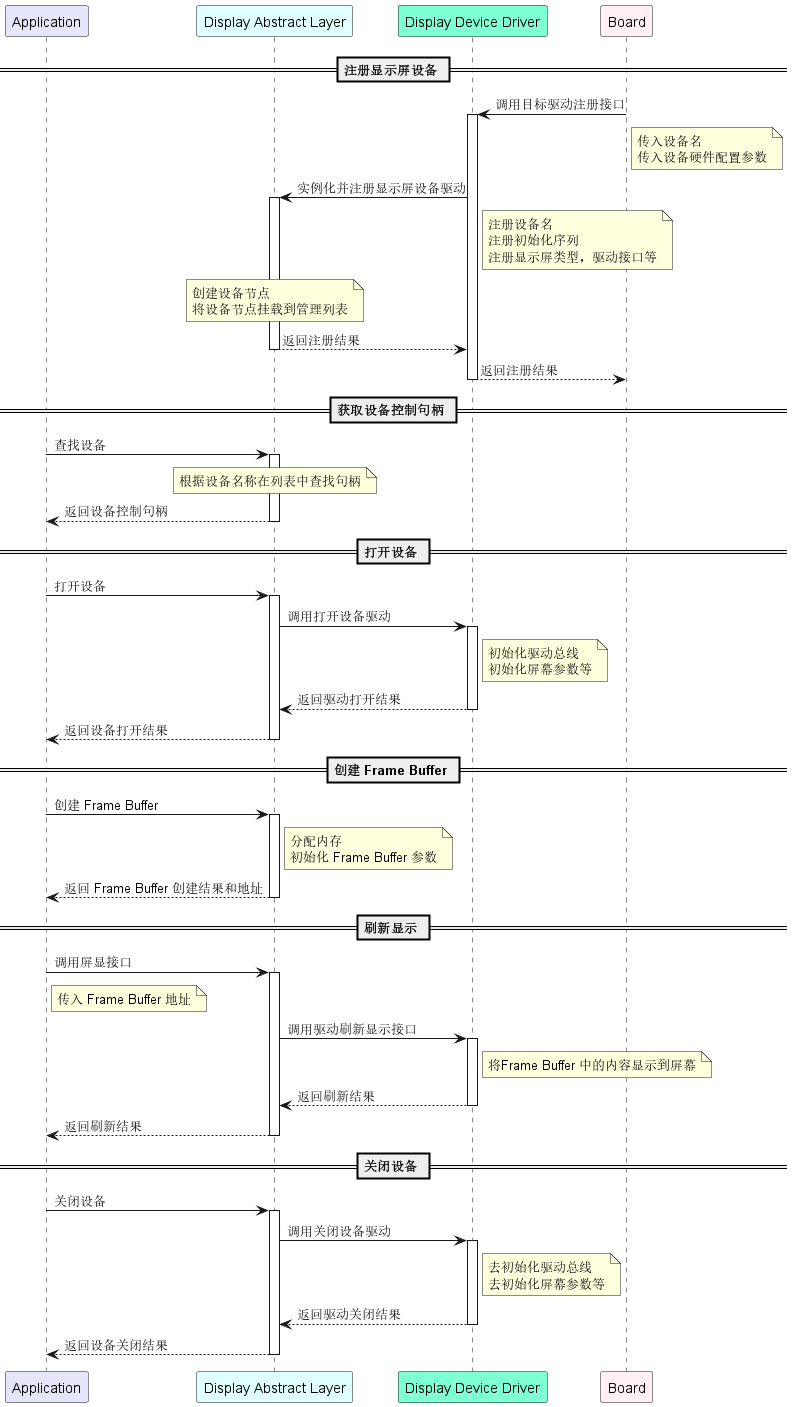 Application
Display Abstract Layer
Display Device Driver
Board
注册显示屏设备
调用目标驱动注册接口
传入设备名
传入设备硬件配置参数
实例化并注册显示屏设备驱动
注册设备名
注册初始化序列
注册显示屏类型，驱动接口等
创建设备节点
将设备节点挂载到管理列表
返回注册结果
返回注册结果
获取设备控制句柄
查找设备
根据设备名称在列表中查找句柄
返回设备控制句柄
打开设备
打开设备
调用打开设备驱动
初始化驱动总线
初始化屏幕参数等
返回驱动打开结果
返回设备打开结果
创建 Frame Buffer
创建 Frame Buffer
分配内存
初始化 Frame Buffer 参数
返回 Frame Buffer 创建结果和地址
刷新显示
调用屏显接口
传入 Frame Buffer 地址
调用驱动刷新显示接口
将Frame Buffer 中的内容显示到屏幕
返回刷新结果
返回刷新结果
关闭设备
关闭设备
调用关闭设备驱动
去初始化驱动总线
去初始化屏幕参数等
返回驱动关闭结果
返回设备关闭结果
Application
Display Abstract Layer
Display Device Driver
Board